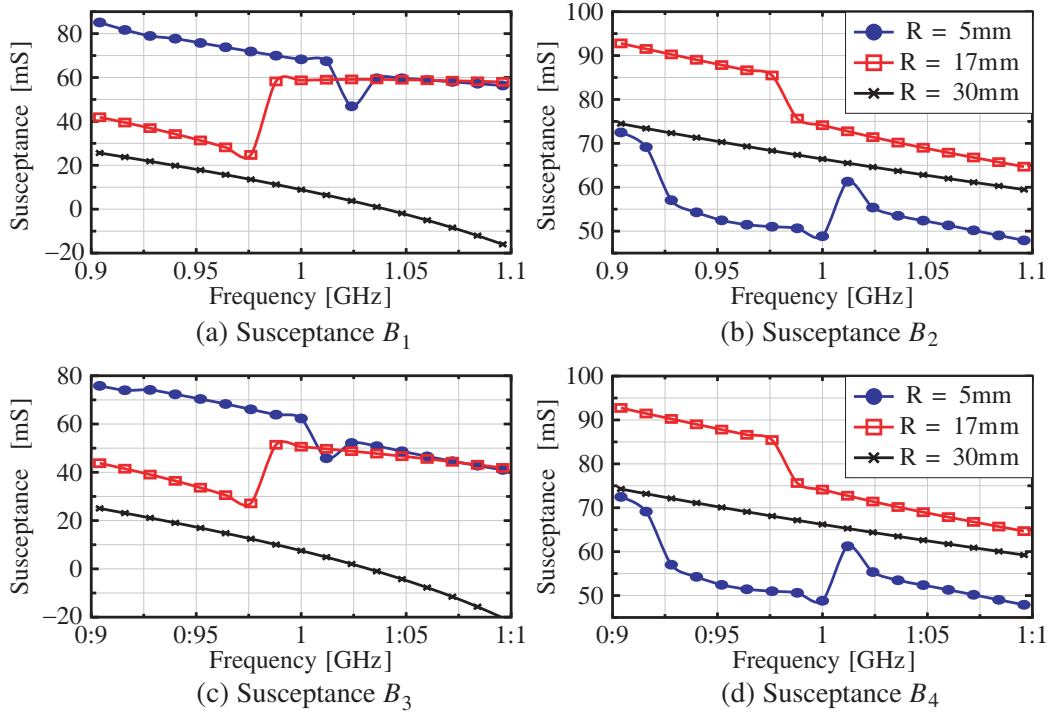 80
60
40
20
0
−20
Susceptance [mS]
0.9 0.95 1 1.05 1.1
Frequency [GHz]
(a) Susceptance B1
100
90
80
70
60
50
Susceptance [mS]
R = 5mm
R = 17mm
R = 30mm
0.9 0.95 1 1.05 1.1
Frequency [GHz]
(b) Susceptance B2
80
60
40
20
0
−20
Susceptance [mS]
0:9 0:95 1 1:05 1:1
Frequency [GHz]
(c) Susceptance B3
100
90
80
70
60
50
Susceptance [mS]
R = 5mm
R = 17mm
R = 30mm
0:9 0:95 1 1:05 1:1
Frequency [GHz]
(d) Susceptance B4